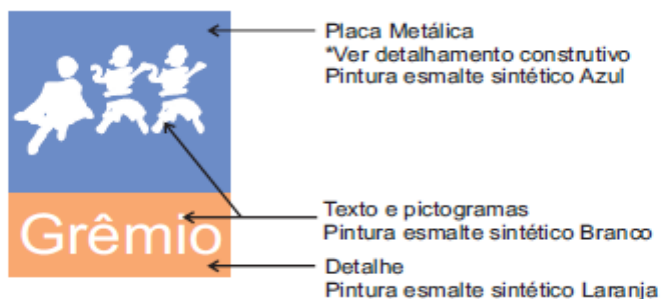 Placa Metálica
*Ver detalhamento construtivo
Pintura esmalte sintético Azul
Grêmio
Texto e pictogramas
Pintura esmalte sintético Branco
Detalhe
Pintura esmalte sintético Laranja